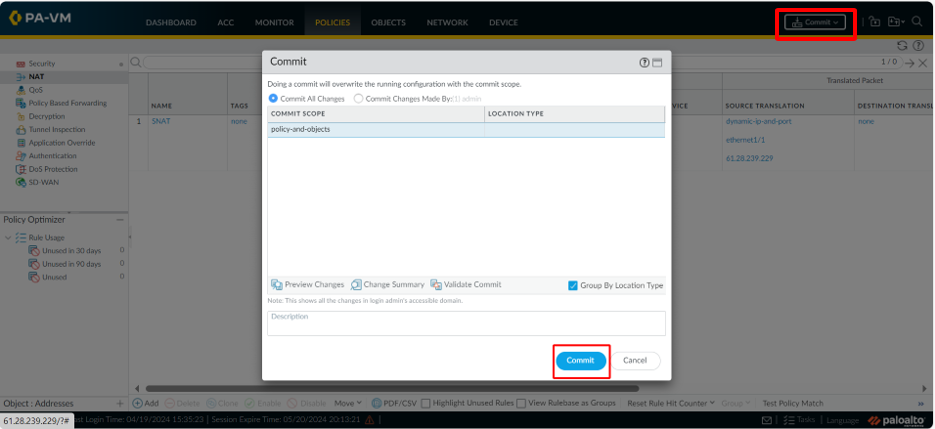 PA-VM DASHBOARD ACC MONITOR POLICIES OBJECTS NETWORK DEVICE Commit
1 / 0
Security
NAT
QoS
Policy Based Forwarding
Decryption
Tunnel Inspection
Application Override
Authentication
DoS Protection
SD-WAN
Policy Optimizer
Rule Usage
Unused in 30 days 0
Unused in 90 days 0
Unused 0
Object : Addresses
Translated Packet
NAME TAGS VICE SOURCE TRANSLATION DESTINATION TRANSL
1 SNAT none dynamic-ip-and-port none
ethernet1/1
61.28.239.229
Commit
Doing a commit will overwrite the running configuration with the commit scope.
Commit All Changes Commit Changes Made By:(1) admin
COMMIT SCOPE LOCATION TYPE
policy-and-objects
Preview Changes Change Summary Validate Commit Group By Location Type
Note: This shows all the changes in login admin's accessible domain.
Description
Commit Cancel
Add Delete Clone Enable Disable Move PDF/CSV Highlight Unused Rules View Rulebase as Groups Reset Rule Hit Counter Group Test Policy Match
61.28.239.229/?# st Login Time: 04/19/2024 15:35:23 | Session Expire Time: 05/20/2024 20:13:21 Tasks | Language paloalto